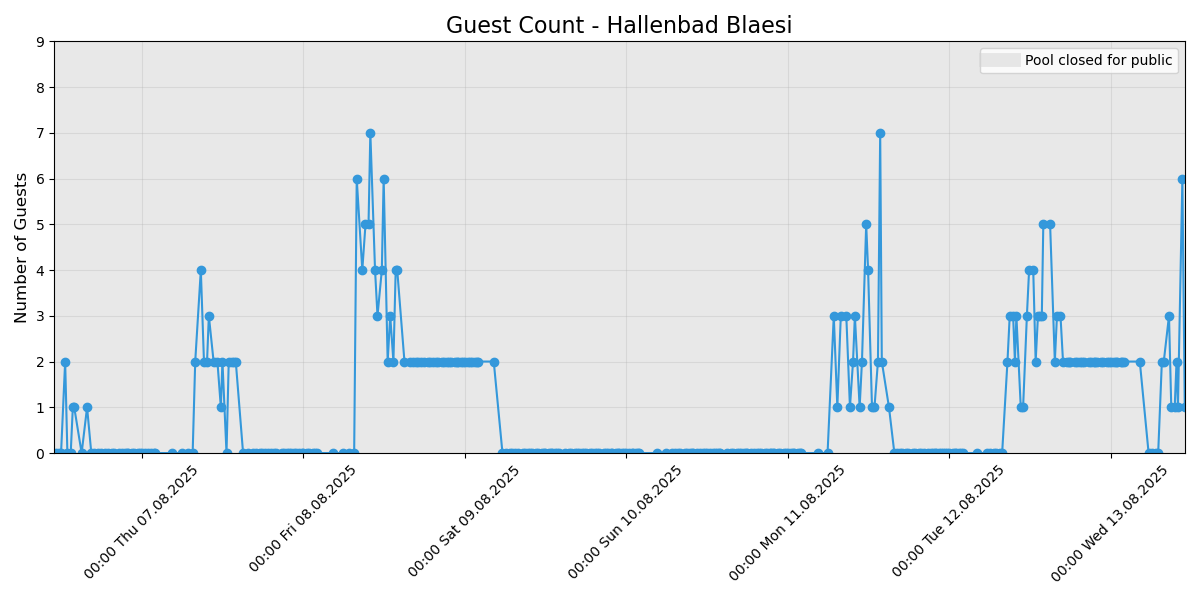 Guest Count - Hallenbad Blaesi
Pool closed for public
Number of Guests
9
8
7
6
5
4
3
2
1
0
00:00 Thu 07.08.2025
00:00 Fri 08.08.2025
00:00 Sat 09.08.2025
00:00 Sun 10.08.2025
00:00 Mon 11.08.2025
00:00 Tue 12.08.2025
00:00 Wed 13.08.2025